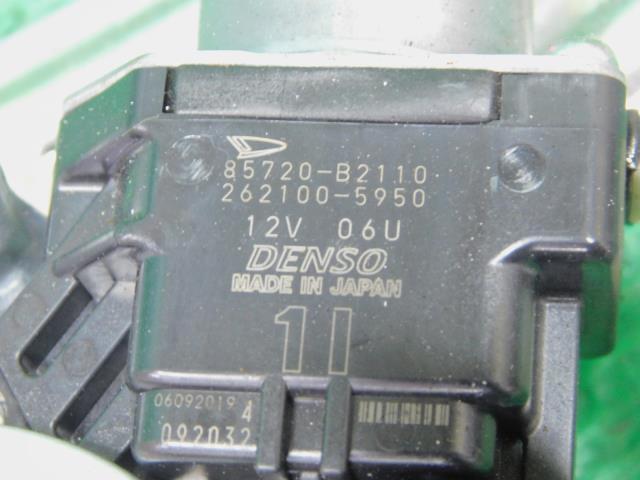 85720-B2110
262100-5950
12V 06U
DENSO
MADE IN JAPAN
11
06092019 4
092032